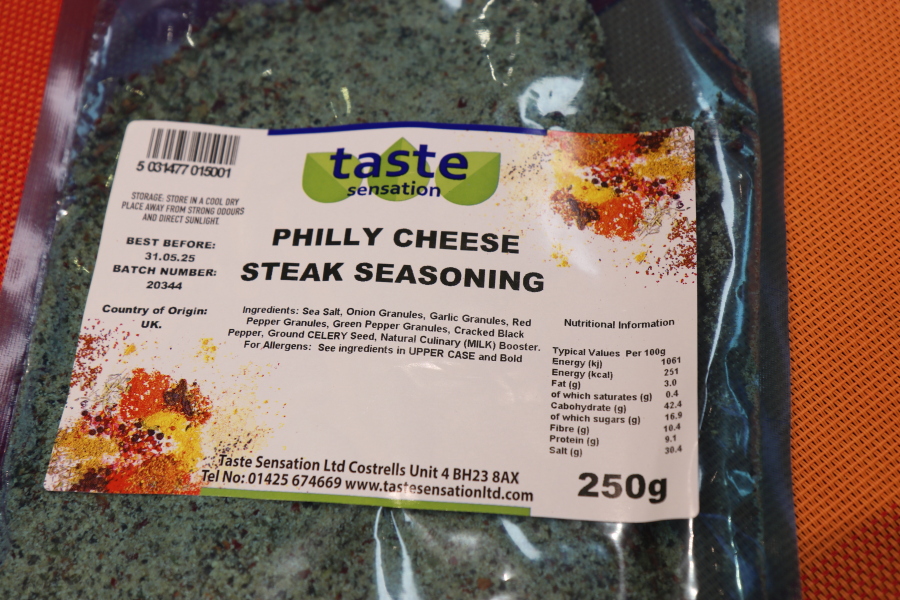 5 031477 015001
STORAGE: STORE IN A COOL DRY
PLACE AWAY FROM STRONG ODOURS
AND DIRECT SUNLIGHT.
BEST BEFORE:
31.05.25
BATCH NUMBER:
20344
Country of Origin:
UK.
taste
sensation
PHILLY CHEESE
STEAK SEASONING
Ingredients: Sea Salt, Onion Granules, Garlic Granules, Red
Pepper Granules, Green Pepper Granules, Cracked Black
Pepper, Ground CELERY Seed, Natural Culinary (MILK) Booster.
For Allergens: See ingredients in UPPER CASE and Bold
Nutritional Information
Typical Values Per 100g
Energy (kj) 1061
Energy (kcal) 251
Fat (g) 3.0
of which saturates (g) 0.4
Cabohydrate (g) 42.4
of which sugars (g) 16.9
Fibre (g) 10.4
Protein (g) 9.1
Salt (g) 30.4
Taste Sensation Ltd Costrells Unit 4 BH23 8AX
Tel No: 01425 674669 www.tastesensationltd.com
250g